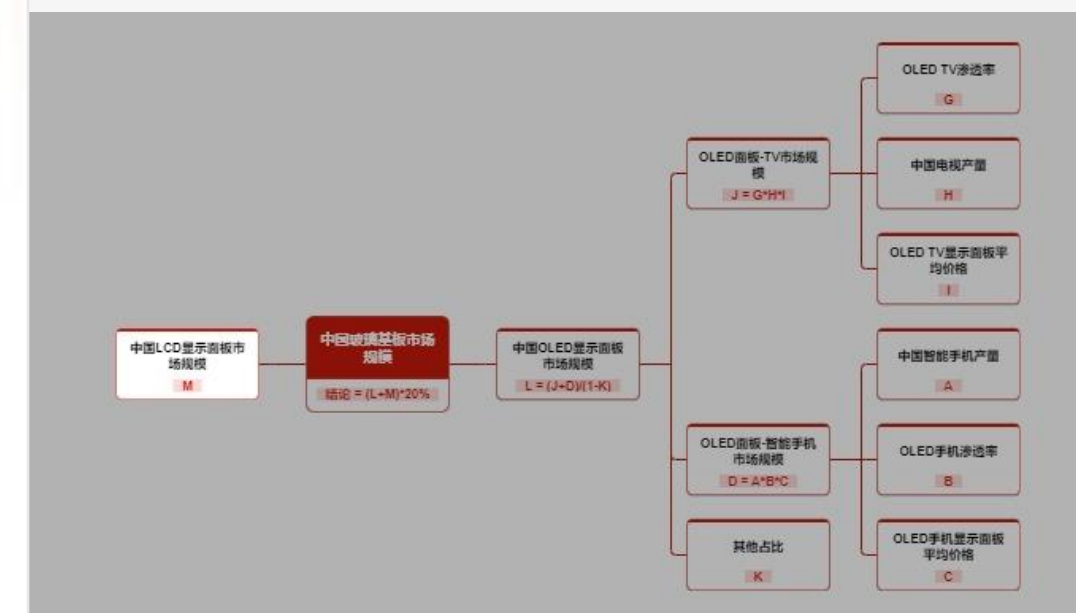 OLED TV渗透率
G
OLED面板-TV市场规
模
J = G*H*I
中国电视产量
H
OLED TV显示面板平
均价格
I
中国LCD显示面板市
场规模
M
中国玻璃基板市场
规模
结论 = (L+M)*20%
中国OLED显示面板
市场规模
L = (J+D)/(1-K)
中国智能手机产量
A
OLED面板-智能手机
市场规模
D = A*B*C
OLED手机渗透率
B
其他占比
K
OLED手机显示面板
平均价格
C